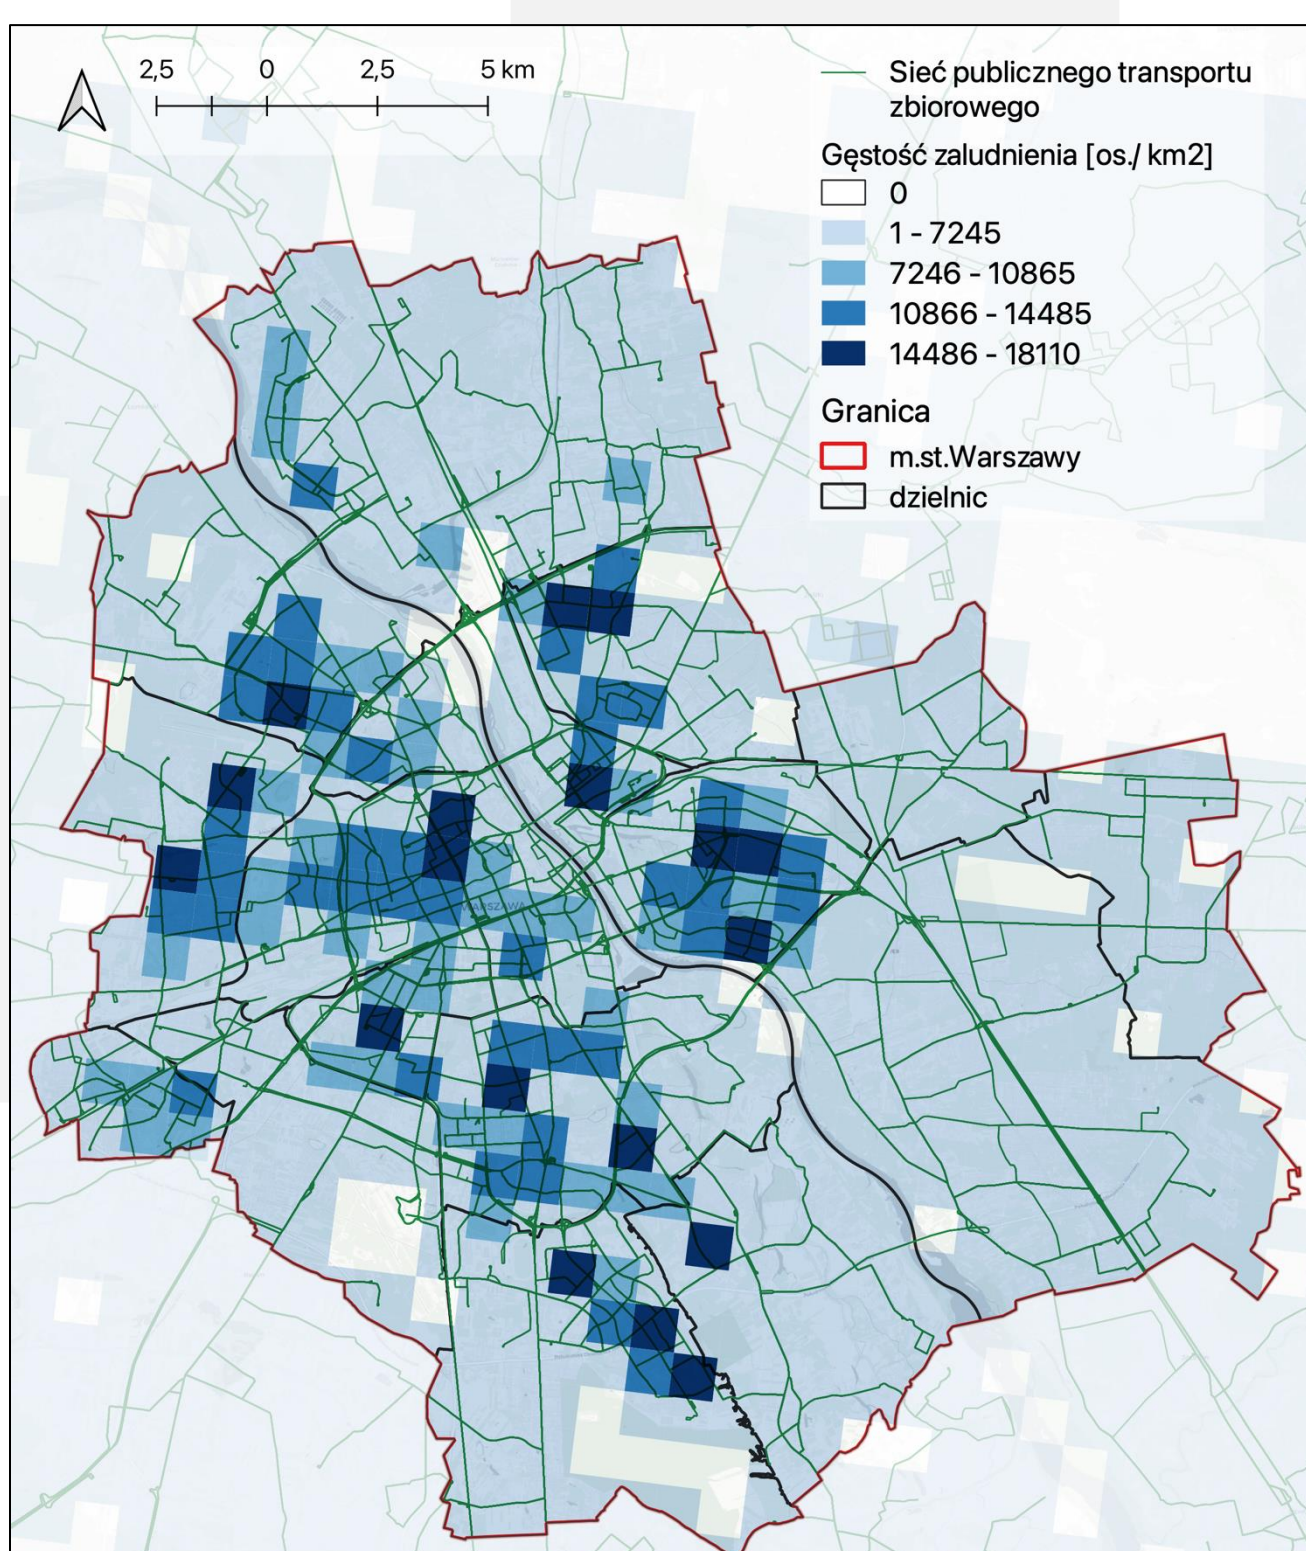 2,5 0 2,5 5 km
Sieć publicznego transportu
zbiorowego
Gęstość zaludnienia [os./ km2]
0
1 - 7245
7246 - 10865
10866 - 14485
14486 - 18110
Granica
m.st.Warszawy
dzielnic
WARSZAWA